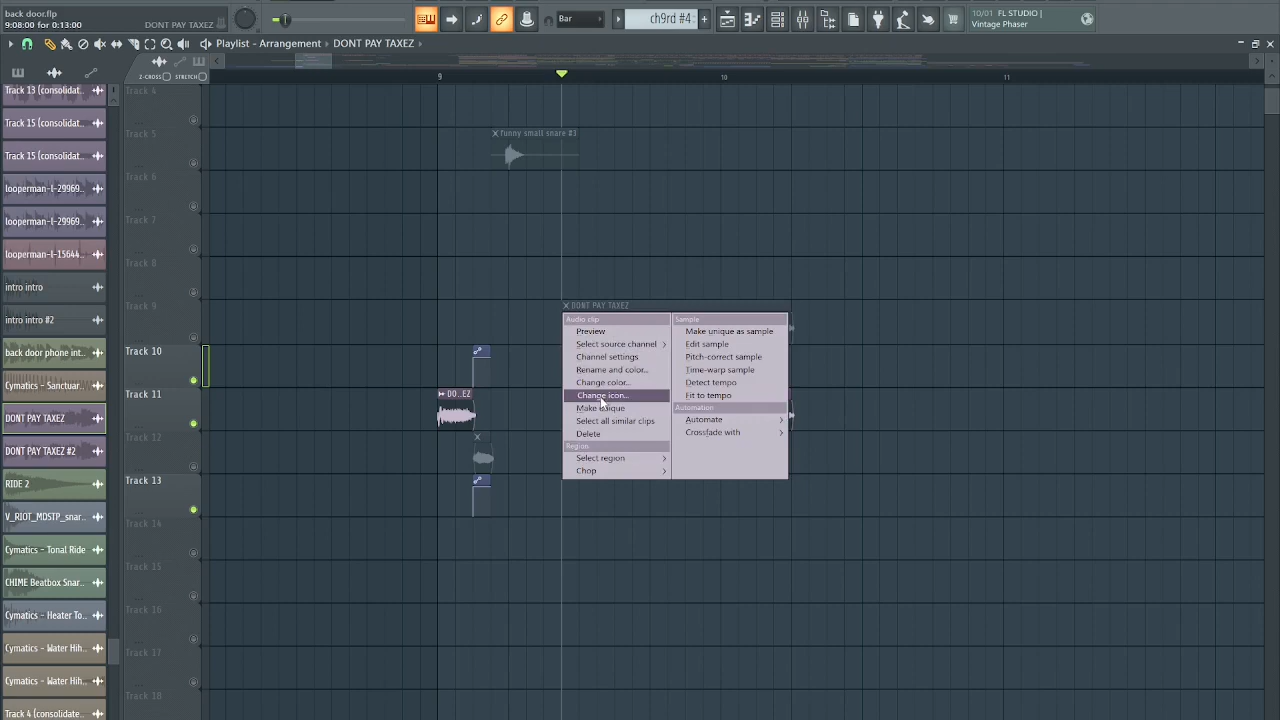 back door.flp
9:08:00 / 0:13:00
DONT PAY TAXEZ
Bar
ch9rd #4
10/01 FL STUDIO |
Vintage Phaser
Playlist - Arrangement
DONT PAY TAXEZ
Z-CROSS
STRETCH
9
10
11
Track 13 (consolidat..
Track 15 (consolidat..
Track 15 (consolidat..
looperman-l-29969..
looperman-l-29969..
looperman-l-15644..
intro intro
intro intro #2
back door phone int..
Cymatics - Sanctuar..
DONT PAY TAXEZ
DONT PAY TAXEZ #2
RIDE 2
V_RIOT_MDSTP_snar..
Cymatics - Tonal Ride
CHIME Beatbox Snar..
Cymatics - Heater To..
Cymatics - Water Hih..
Cymatics - Water Hih..
Track 4 (consolidate..
Track 4
Track 5
Track 6
Track 7
Track 8
Track 9
Track 10
Track 11
Track 12
Track 13
Track 14
Track 15
Track 16
Track 17
Track 18
funny small snare #3
DO..EZ
DONT PAY TAXEZ
Audio clip
Preview
Select source channel
Channel settings
Rename and color...
Change color...
Change icon...
Make unique
Select all similar clips
Delete
Region
Select region
Chop
Sample
Make unique as sample
Edit sample
Pitch-correct sample
Time-warp sample
Detect tempo
Fit to tempo
Automation
Automate
Crossfade with